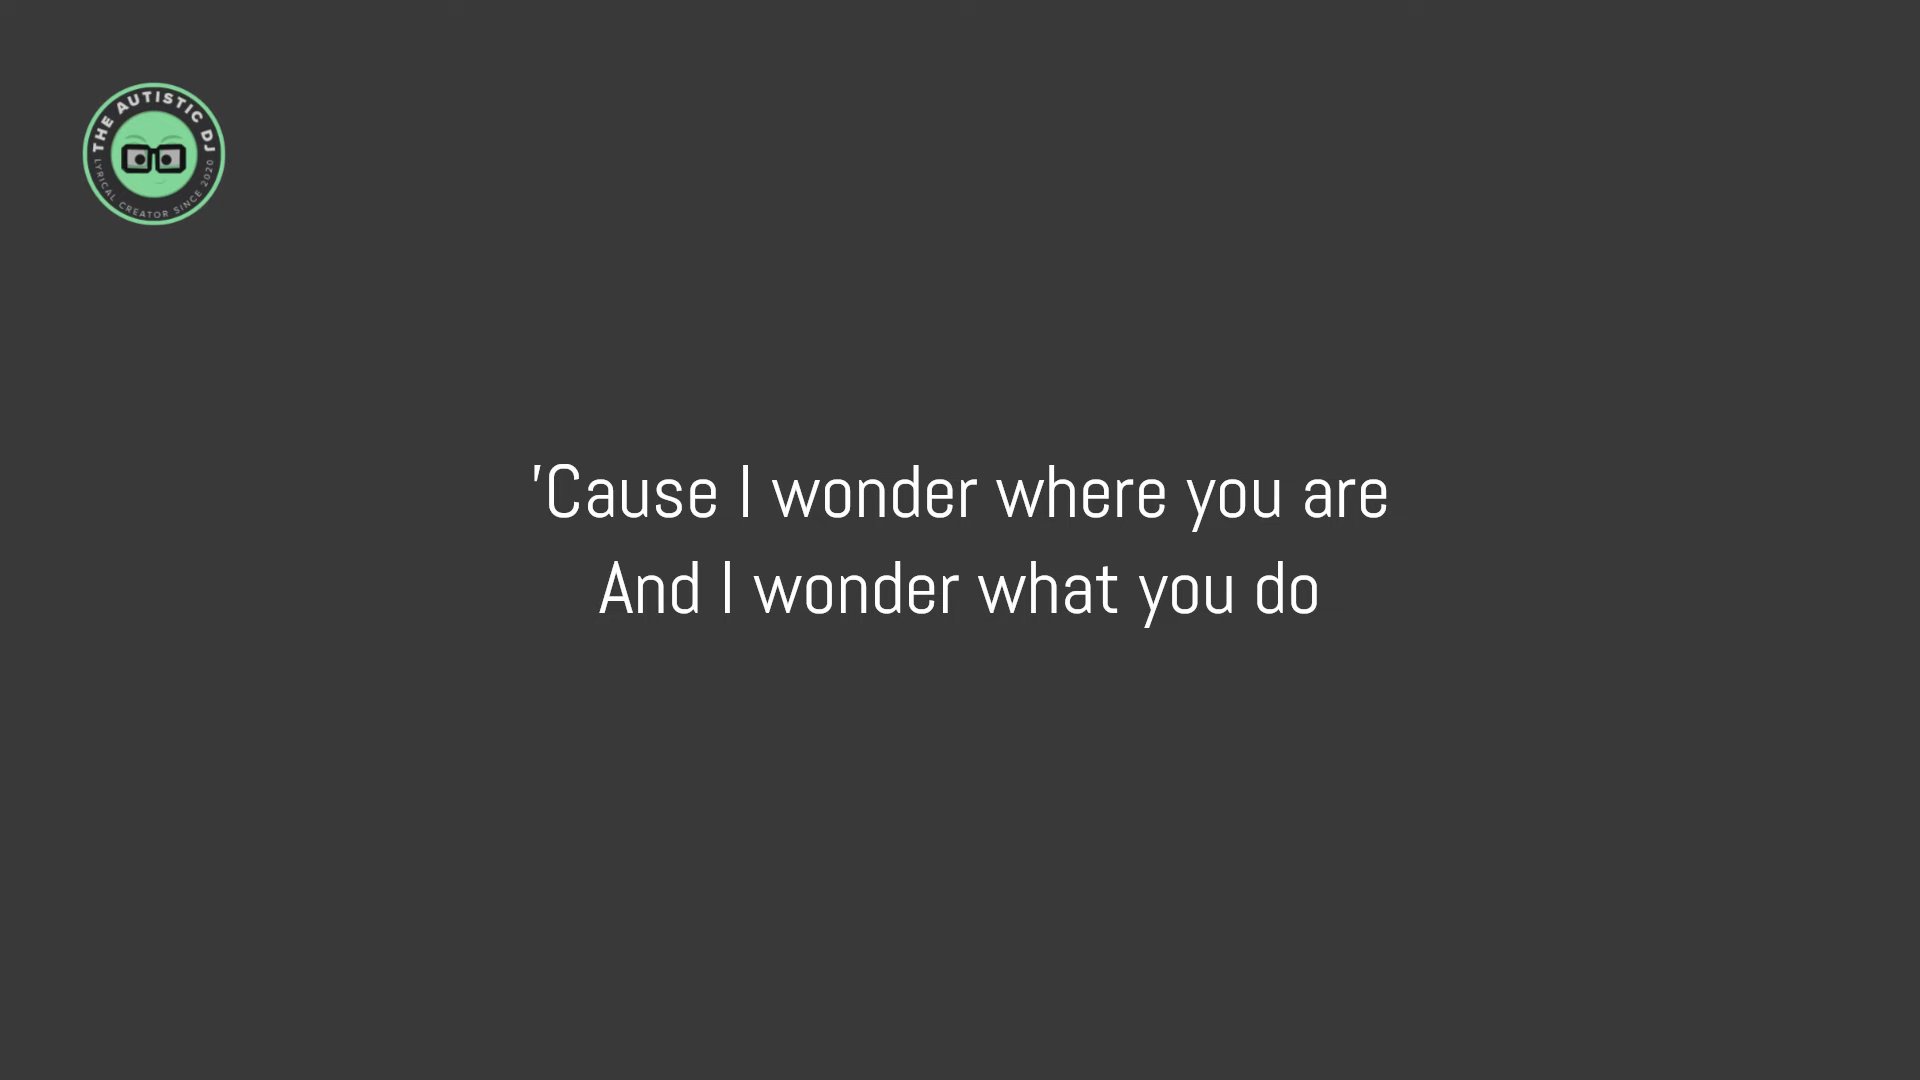 THE AUTISTIC DJ
LYRICAL CREATOR SINCE 2020
'Cause I wonder where you are
And I wonder what you do